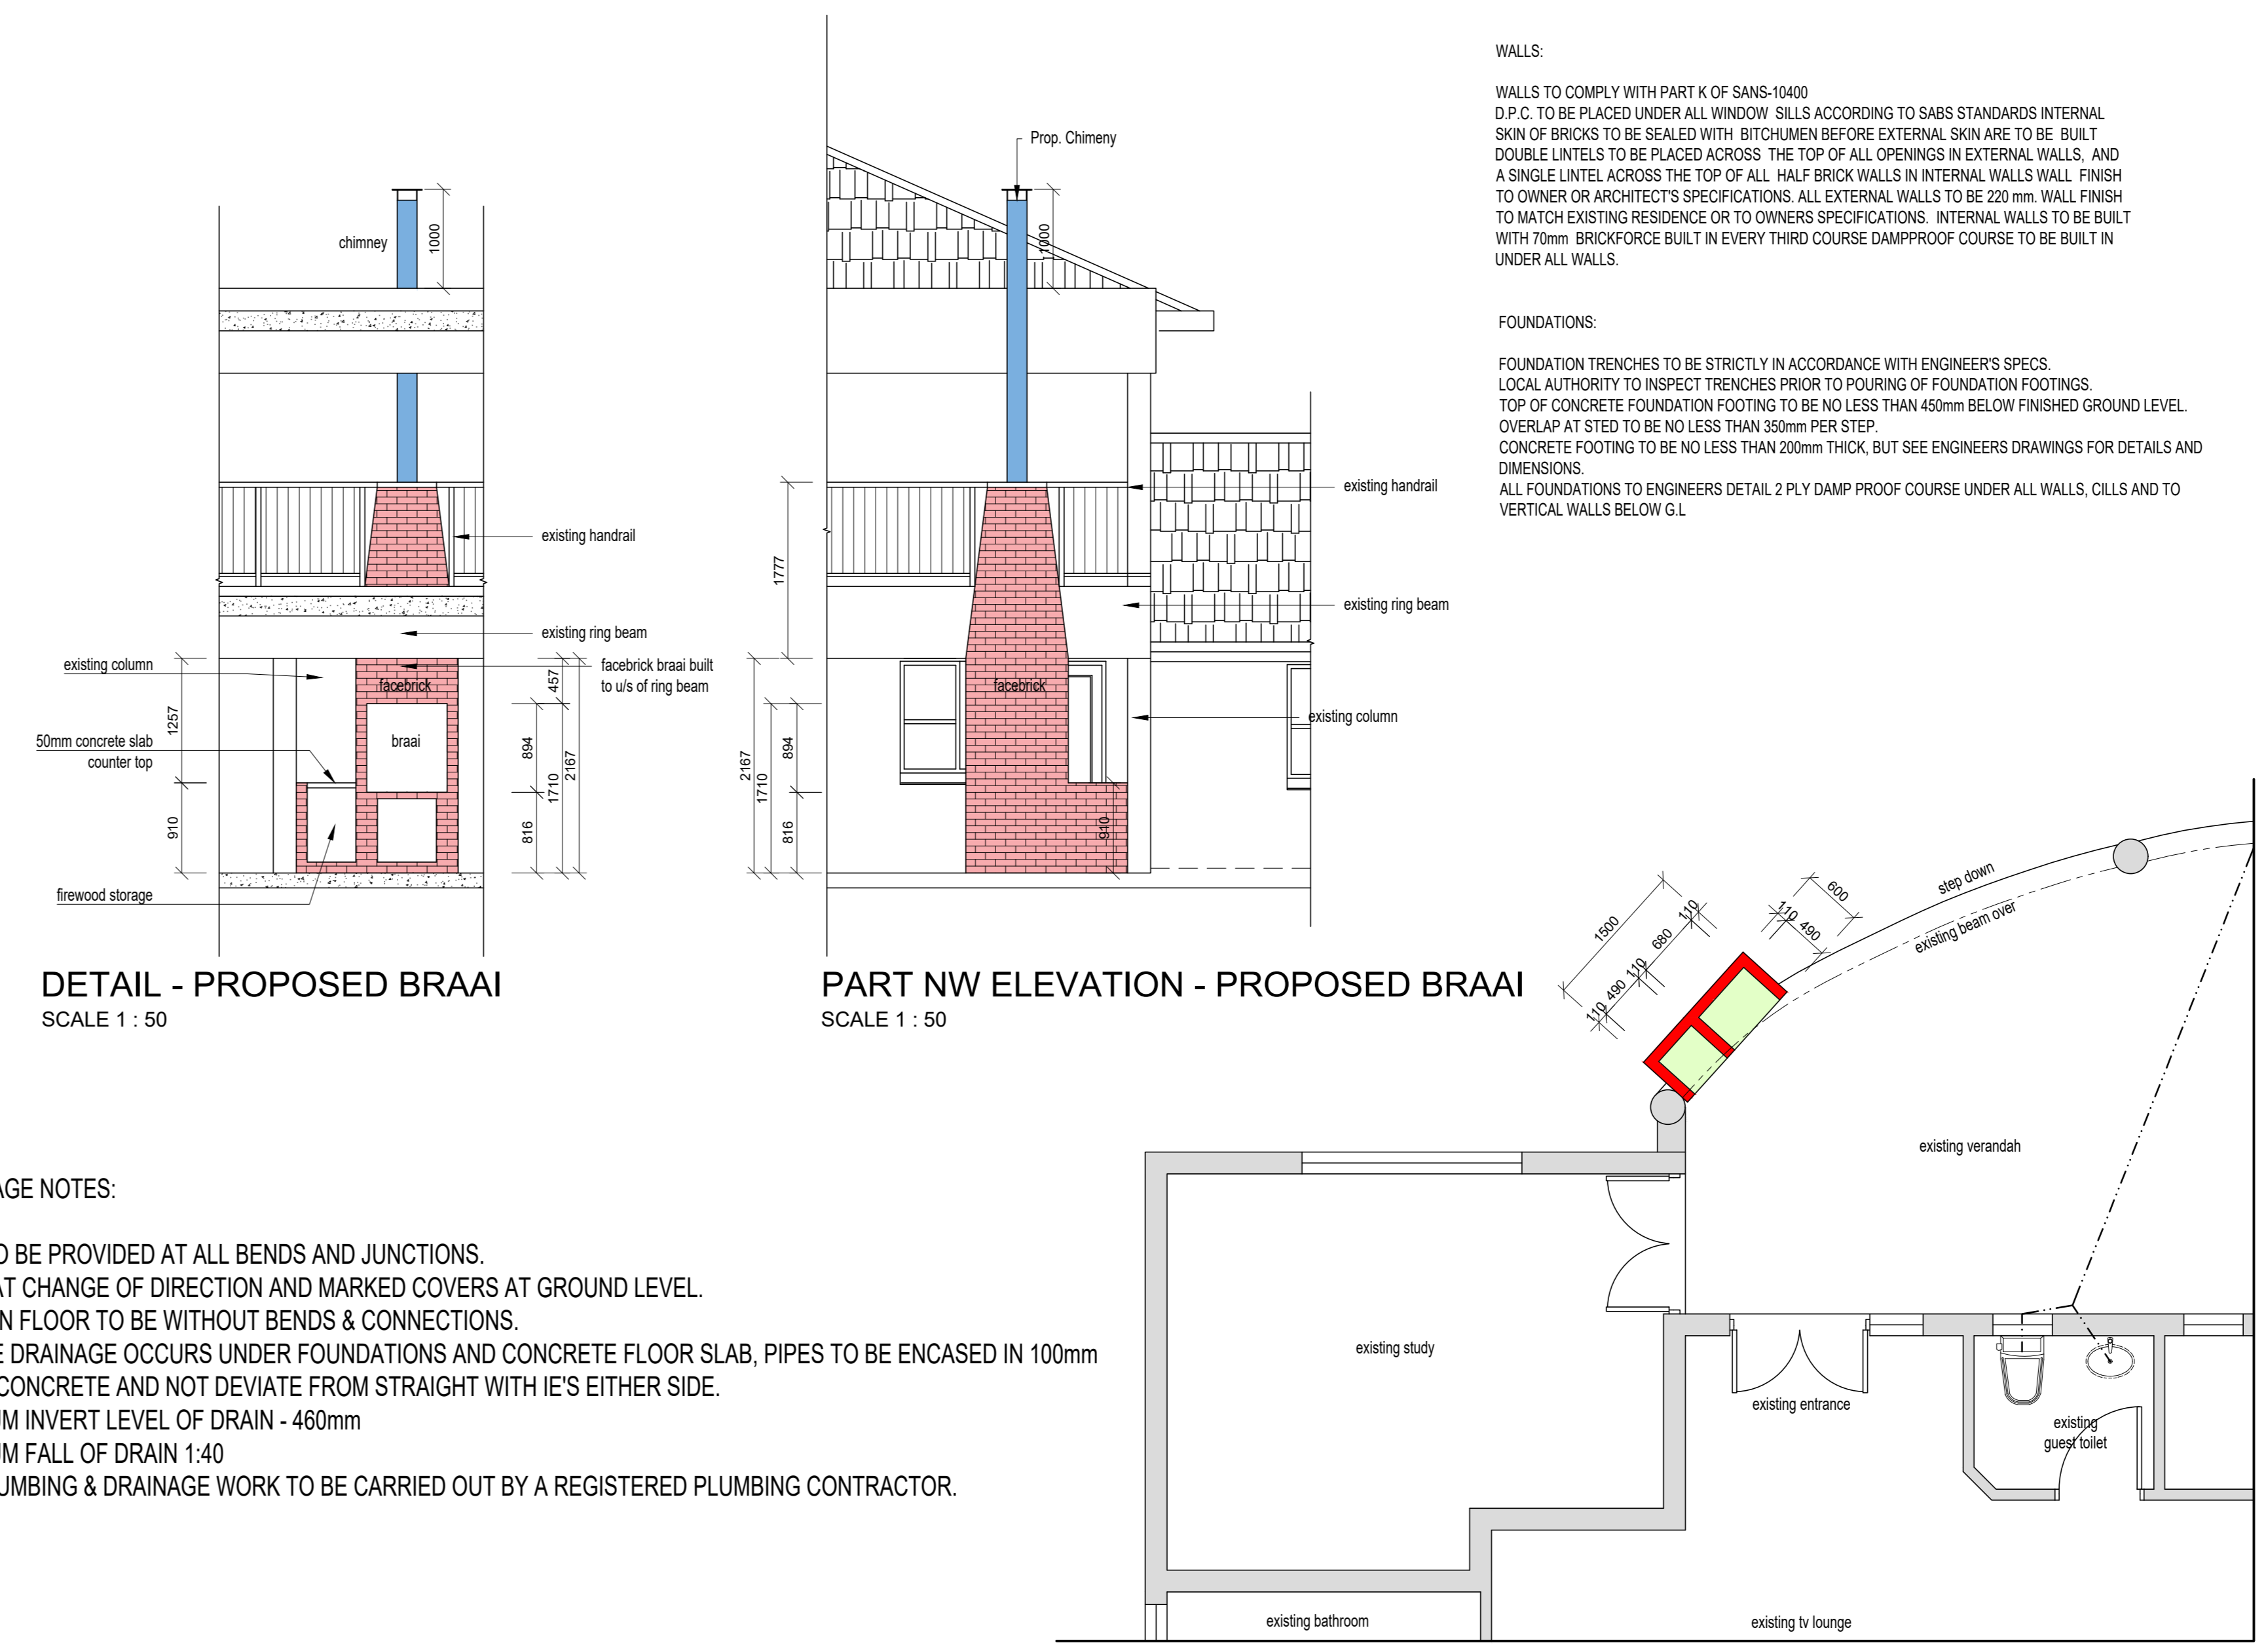 WALLS:
WALLS TO COMPLY WITH PART K OF SANS-10400
D.P.C. TO BE PLACED UNDER ALL WINDOW SILLS ACCORDING TO SABS STANDARDS INTERNAL
SKIN OF BRICKS TO BE SEALED WITH BITCHUMEN BEFORE EXTERNAL SKIN ARE TO BE BUILT
DOUBLE LINTELS TO BE PLACED ACROSS THE TOP OF ALL OPENINGS IN EXTERNAL WALLS, AND
A SINGLE LINTEL ACROSS THE TOP OF ALL HALF BRICK WALLS IN INTERNAL WALLS WALL FINISH
TO OWNER OR ARCHITECT'S SPECIFICATIONS. ALL EXTERNAL WALLS TO BE 220 mm. WALL FINISH
TO MATCH EXISTING RESIDENCE OR TO OWNERS SPECIFICATIONS. INTERNAL WALLS TO BE BUILT
WITH 70mm BRICKFORCE BUILT IN EVERY THIRD COURSE DAMPPROOF COURSE TO BE BUILT IN
UNDER ALL WALLS.
FOUNDATIONS:
FOUNDATION TRENCHES TO BE STRICTLY IN ACCORDANCE WITH ENGINEER'S SPECS.
LOCAL AUTHORITY TO INSPECT TRENCHES PRIOR TO POURING OF FOUNDATION FOOTINGS.
TOP OF CONCRETE FOUNDATION FOOTING TO BE NO LESS THAN 450mm BELOW FINISHED GROUND LEVEL.
OVERLAP AT STED TO BE NO LESS THAN 350mm PER STEP.
CONCRETE FOOTING TO BE NO LESS THAN 200mm THICK, BUT SEE ENGINEERS DRAWINGS FOR DETAILS AND
DIMENSIONS.
ALL FOUNDATIONS TO ENGINEERS DETAIL 2 PLY DAMP PROOF COURSE UNDER ALL WALLS, CILLS AND TO
VERTICAL WALLS BELOW G.L
chimney
1000
existing handrail
existing ring beam
existing column
facebrick braai built
to u/s of ring beam
facebrick
457
1257
braai
50mm concrete slab
counter top
894
1710
2167
910
816
firewood storage
DETAIL - PROPOSED BRAAI
SCALE 1 : 50
Prop. Chimeny
1000
existing handrail
1777
existing ring beam
facebrick
existing column
2167
1710
894
816
910
PART NW ELEVATION - PROPOSED BRAAI
SCALE 1 : 50
1500
110
680
110
490
110
600
110
490
step down
existing beam over
existing verandah
existing study
existing entrance
existing
guest toilet
existing bathroom
existing tv lounge
AGE NOTES:
O BE PROVIDED AT ALL BENDS AND JUNCTIONS.
AT CHANGE OF DIRECTION AND MARKED COVERS AT GROUND LEVEL.
N FLOOR TO BE WITHOUT BENDS & CONNECTIONS.
E DRAINAGE OCCURS UNDER FOUNDATIONS AND CONCRETE FLOOR SLAB, PIPES TO BE ENCASED IN 100mm
CONCRETE AND NOT DEVIATE FROM STRAIGHT WITH IE'S EITHER SIDE.
UM INVERT LEVEL OF DRAIN - 460mm
UM FALL OF DRAIN 1:40
UMBING & DRAINAGE WORK TO BE CARRIED OUT BY A REGISTERED PLUMBING CONTRACTOR.